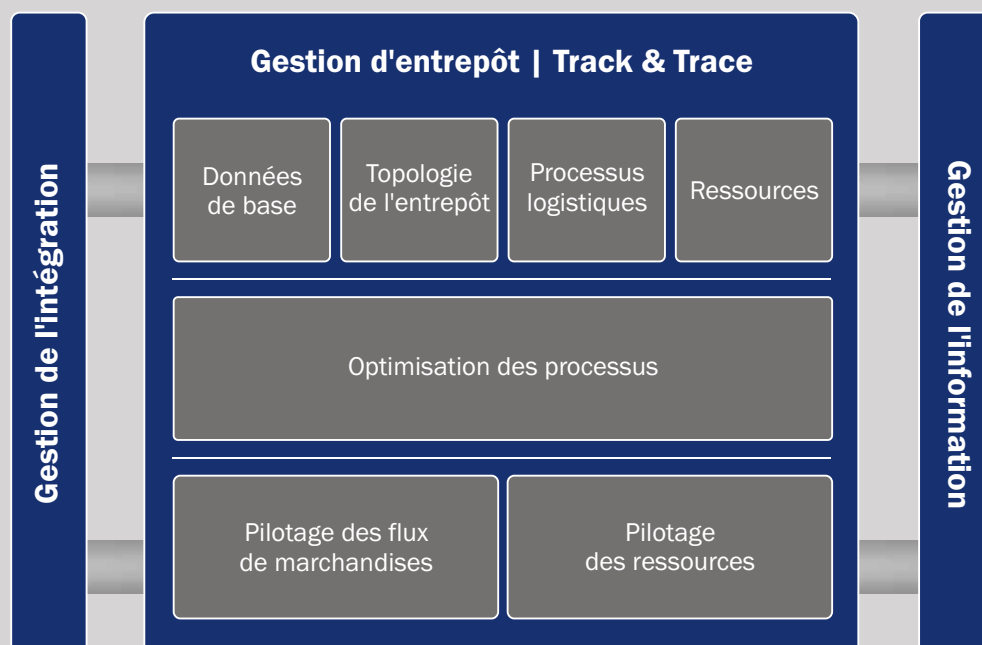 Gestion de l'intégration
Gestion d'entrepôt | Track & Trace
Données
de base
Topologie
de l'entrepôt
Processus
logistiques
Ressources
Optimisation des processus
Pilotage des flux
de marchandises
Pilotage
des ressources
Gestion de l'information